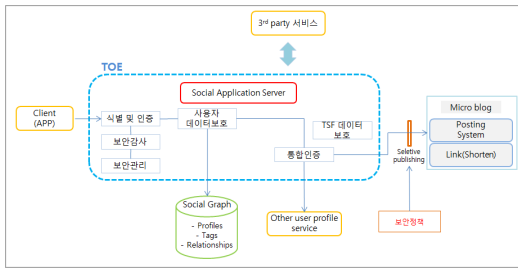 3rd party 서비스
TOE
Social Application Server
Client
(APP)
식별 및 인증
사용자
데이터보호
TSF 데이터
보호
보안감사
보안관리
통합인증
Seletive
publishing
Micro blog
Posting
System
Link(Shorten)
Social Graph
- Profiles
- Tags
- Relationships
Other user profile
service
보안정책